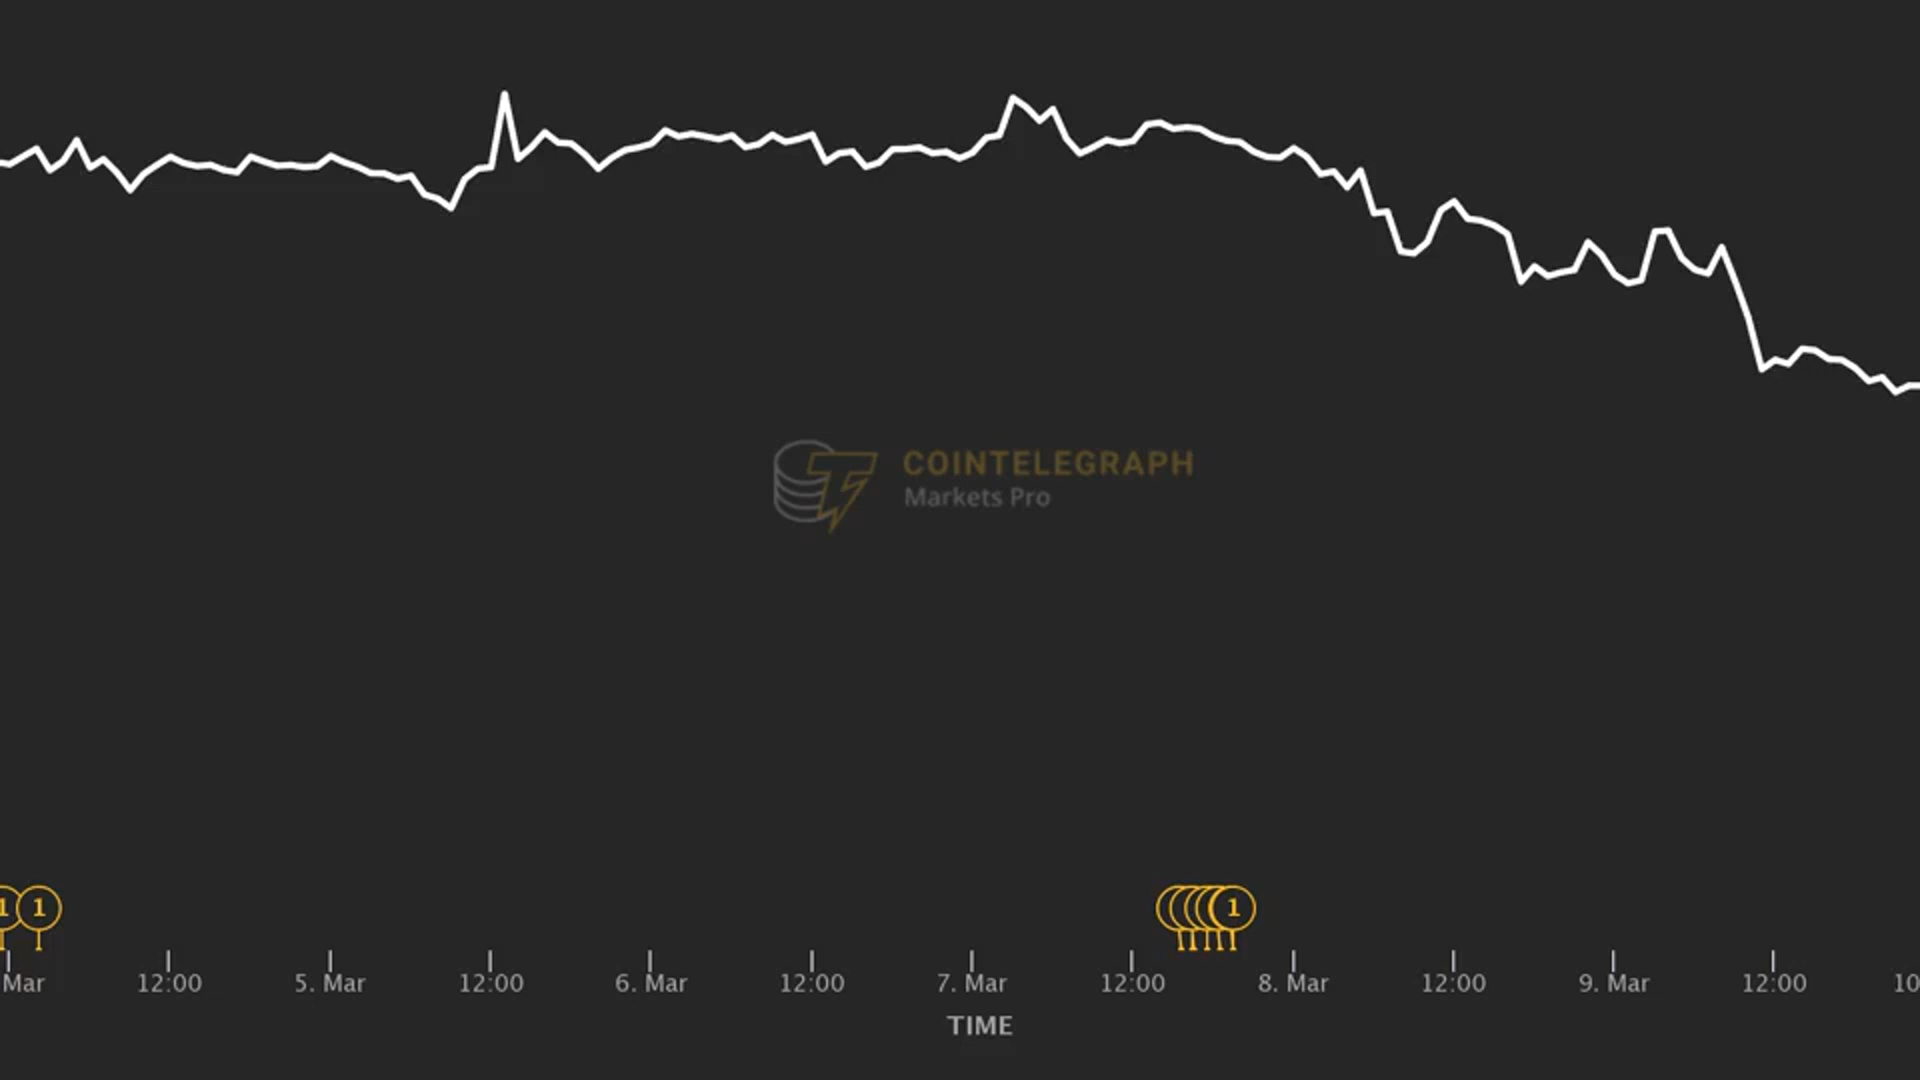 COINTELEGRAPH
Markets Pro
1 1 1
Mar 12:00 5. Mar 12:00 6. Mar 12:00 7. Mar 12:00 8. Mar 12:00 9. Mar 12:00 10
TIME